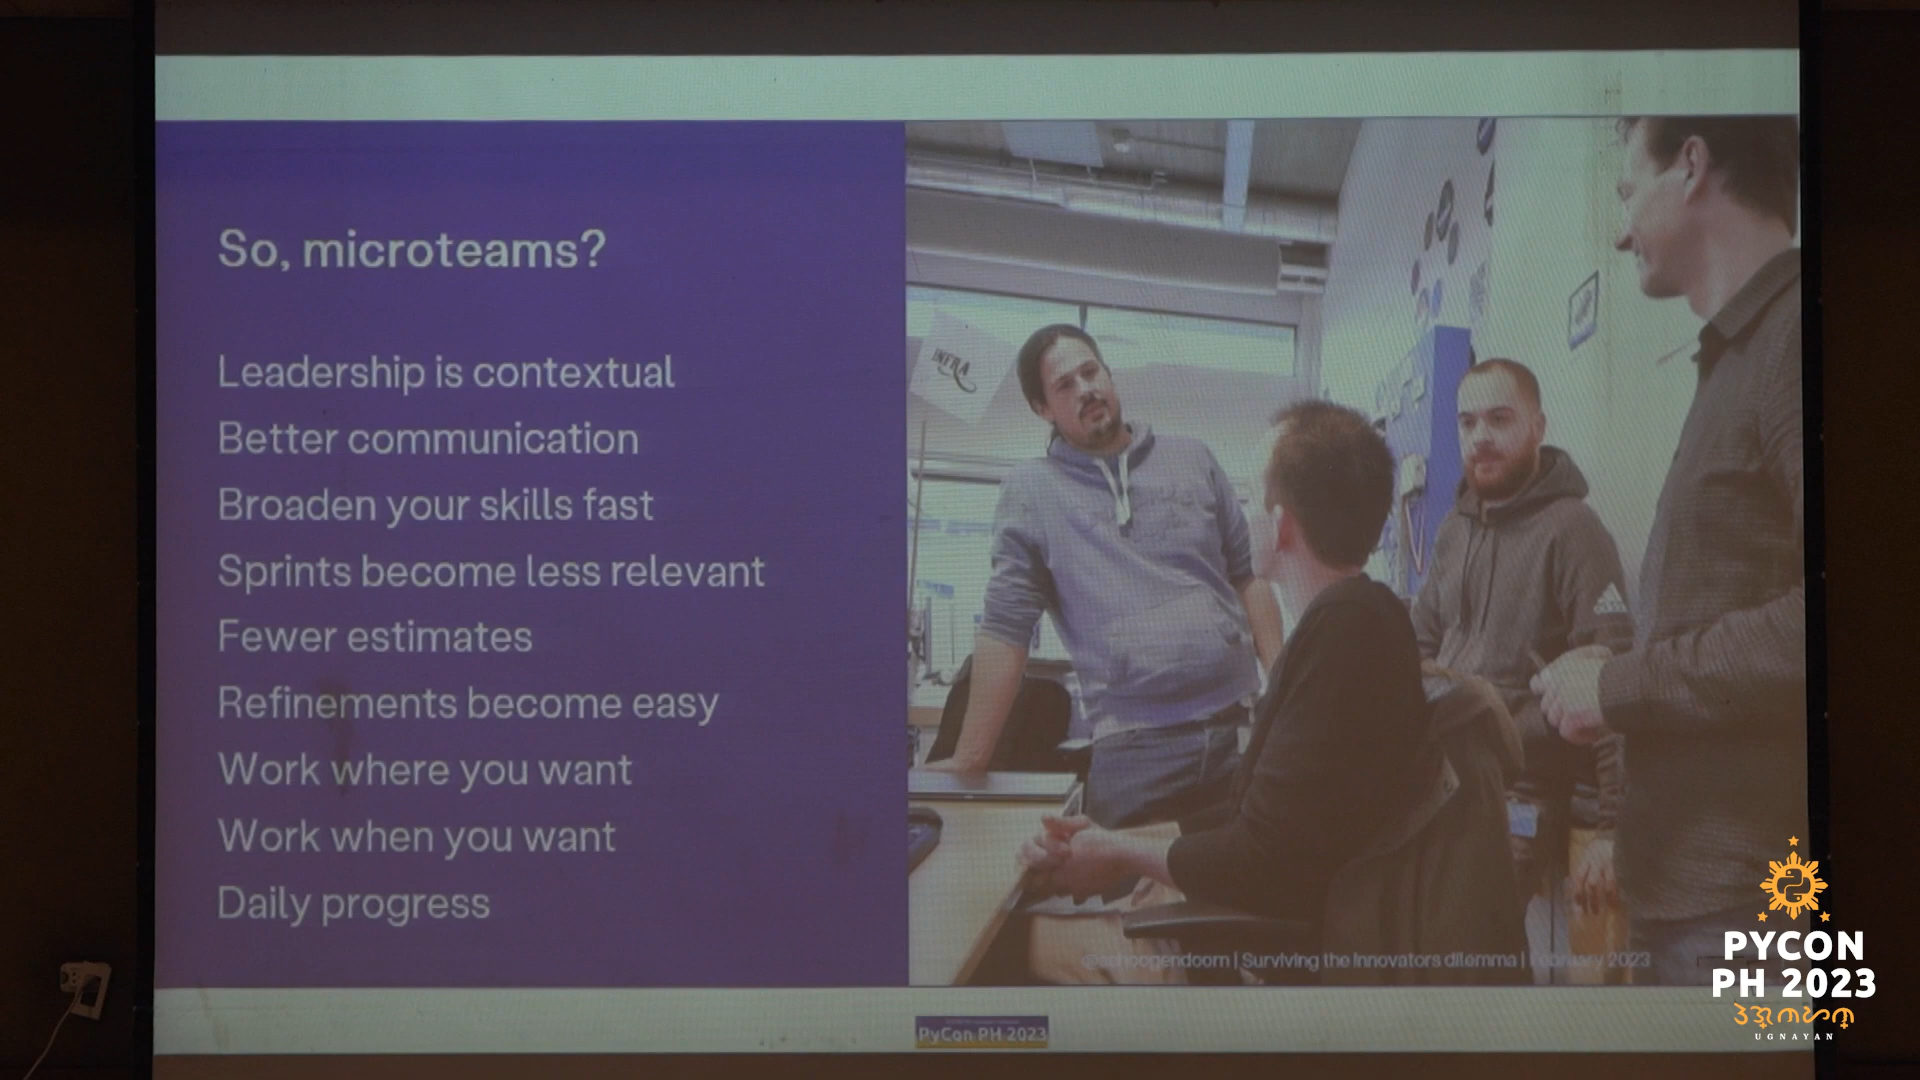 So, microteams?
Leadership is contextual
Better communication
Broaden your skills fast
Sprints become less relevant
Fewer estimates
Refinements become easy
Work where you want
Work when you want
Daily progress
INFRA
@aahoogendoorn | Surviving the innovators dilemma | February 2023
PyCon PH 2023
PYCON
PH 2023
UGNAYAN